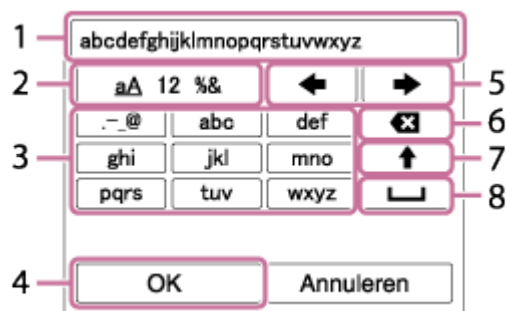 1 abcdefghijklmnopqrstuvwxyz
2 aA 12 %& 5
.-_@ abc def 6
3 ghi jkl mno 7
pqrs tuv wxyz 8
4 OK Annuleren